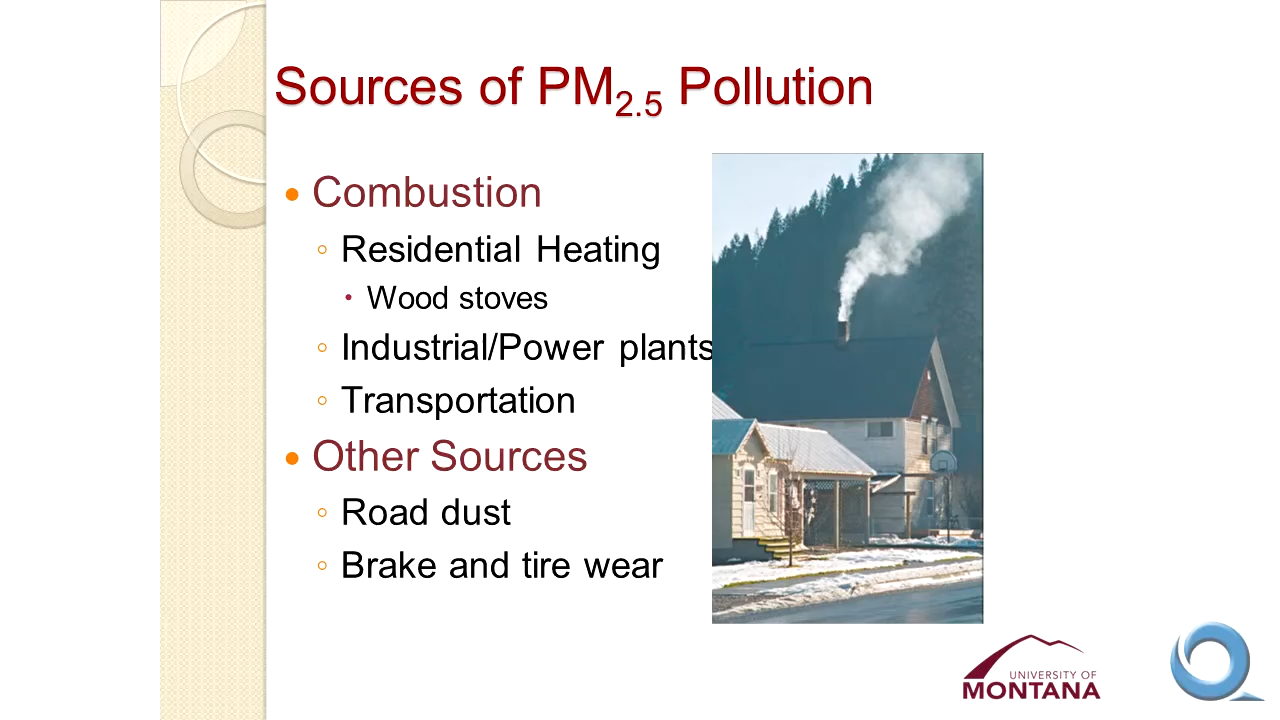 Sources of PM2.5 Pollution
Combustion
Residential Heating
Wood stoves
Industrial/Power plants
Transportation
Other Sources
Road dust
Brake and tire wear
UNIVERSITY OF
MONTANA